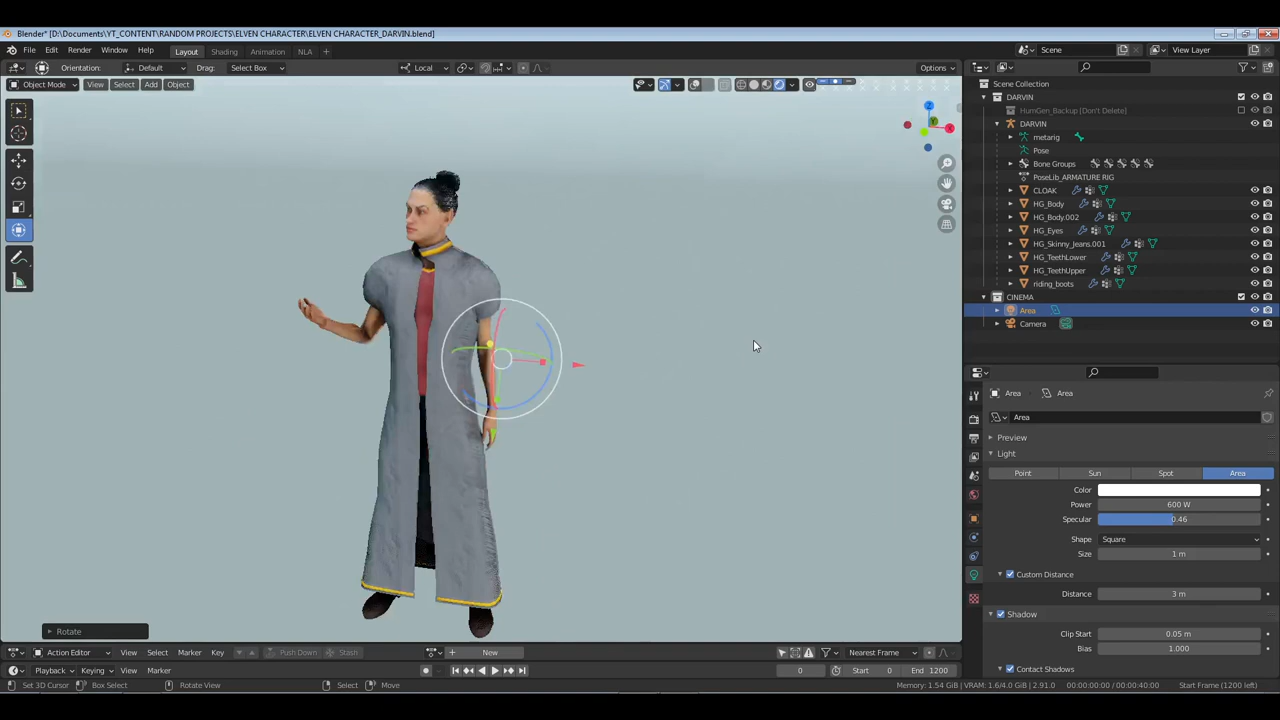 Blender* [D:\Documents\YT_CONTENT\RANDOM PROJECTS\ELVEN CHARACTER\ELVEN CHARACTER_DARVIN.blend]
File Edit Render Window Help Layout Shading Animation NLA + Scene View Layer
Orientation: Default Drag: Select Box Local Options
Object Mode View Select Add Object
Scene Collection
DARVIN
HumGen_Backup [Don't Delete]
DARVIN
metarig
Pose
Bone Groups
PoseLib_ARMATURE RIG
CLOAK
HG_Body
HG_Body.002
HG_Eyes
HG_Skinny_Jeans.001
HG_TeethLower
HG_TeethUpper
riding_boots
CINEMA
Area
Camera
Z
Y
X
Area Area
Area
Preview
Light
Point Sun Spot Area
Color
Power 600 W
Specular 0.46
Shape Square
Size 1 m
Custom Distance
Distance 3 m
Shadow
Clip Start 0.05 m
Bias 1.000
Contact Shadows
Rotate
Action Editor View Select Marker Channel Key Push Down Stash New Nearest Frame
Playback Keying View Marker 0 Start 0 End 1200
Set 3D Cursor Box Select Rotate View Select Move Memory: 1.54 GiB | VRAM: 1.6/4.0 GiB | 2.91.0 00:00:00:00 / 00:00:40:00 Start Frame (1200 left)